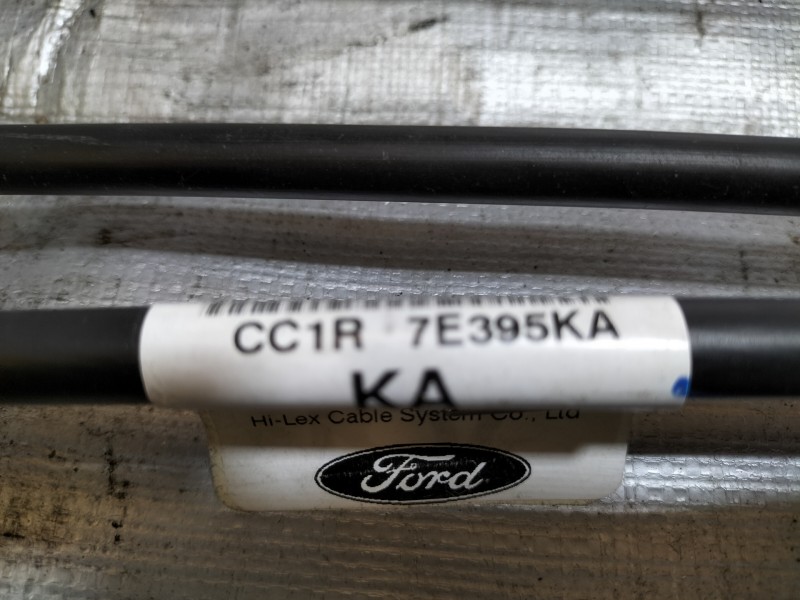 CC1R 7E395KA
KA
Hi-Lex Cable System Co., Ltd
Ford